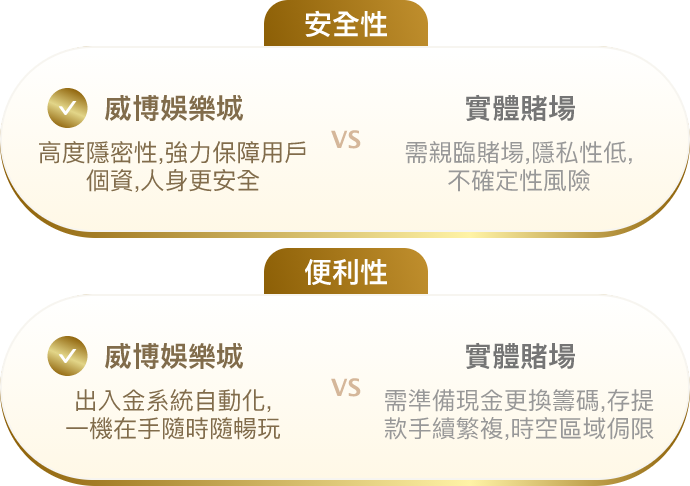 安全性
威博娛樂城
高度隱密性,強力保障用戶
個資,人身更安全
vs
實體賭場
需親臨賭場,隱私性低,
不確定性風險
便利性
威博娛樂城
出入金系統自動化,
一機在手隨時隨暢玩
vs
實體賭場
需準備現金更換籌碼,存提
款手續繁複,時空區域侷限